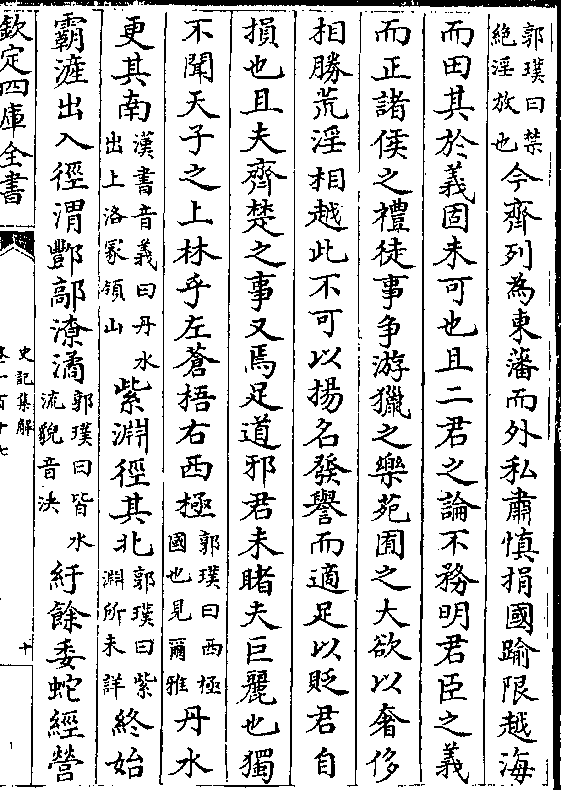 郭璞曰禁絶淫放也今齊列為東藩而外私肅慎捐國踰限越海
而田其於義固未可也且二君之論不務明君臣之義
而正諸侯之禮徒事爭游獵之樂苑囿之大欲以奢侈
相勝荒淫相越此不可以揚名發譽而適足以貶君自
損也且夫齊楚之事又焉足道邪君未睹夫巨麗也獨
不聞天子之上林乎左蒼梧右西極郭璞曰西極國也見爾雅丹水
更其南漢書音義曰丹水出上洛冢領山紫淵徑其北郭璞曰紫淵所未詳終始
霸滻出入徑渭酆鄗潦潏郭璞曰皆水流貌音決紆餘委蛇經營
欽定四庫全書
史記集解
卷一百十七
十